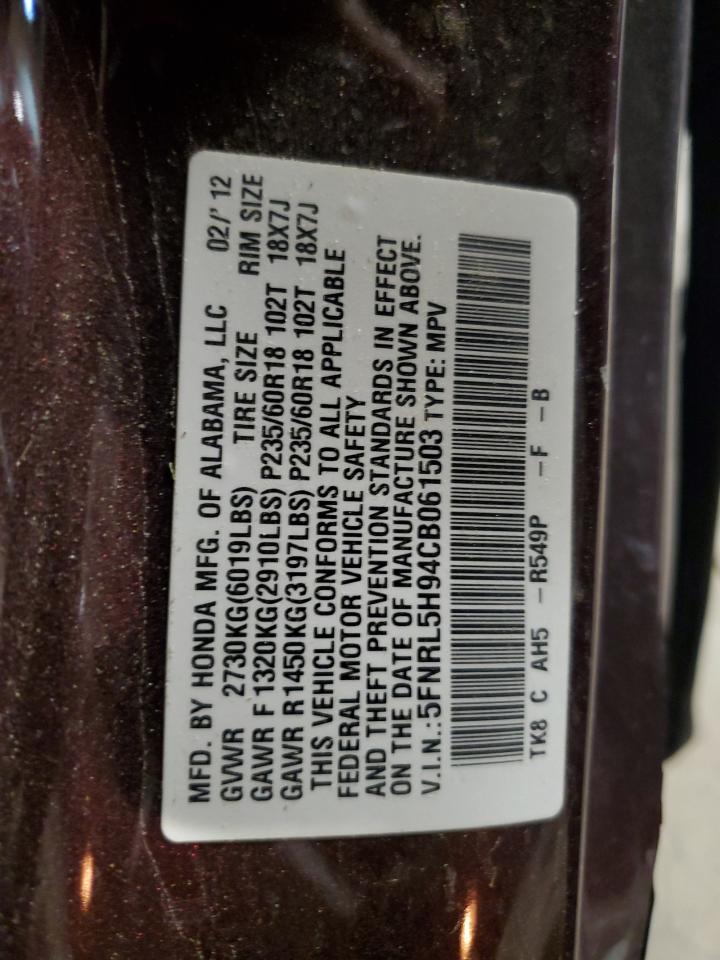 MFD. BY HONDA MFG. OF ALABAMA, LLC 02/'12
GVWR 2730KG(6019LBS) TIRE SIZE RIM SIZE
GAWR F 1320KG(2910LBS) P235/60R18 102T 18X7J
GAWR R1450KG(3197LBS) P235/60R18 102T 18X7J
THIS VEHICLE CONFORMS TO ALL APPLICABLE
FEDERAL MOTOR VEHICLE SAFETY
AND THEFT PREVENTION STANDARDS IN EFFECT
ON THE DATE OF MANUFACTURE SHOWN ABOVE.
V.I.N.:5FNRL5H94CB061503 TYPE: MPV
TK8 C AH5 -R549P -F -B